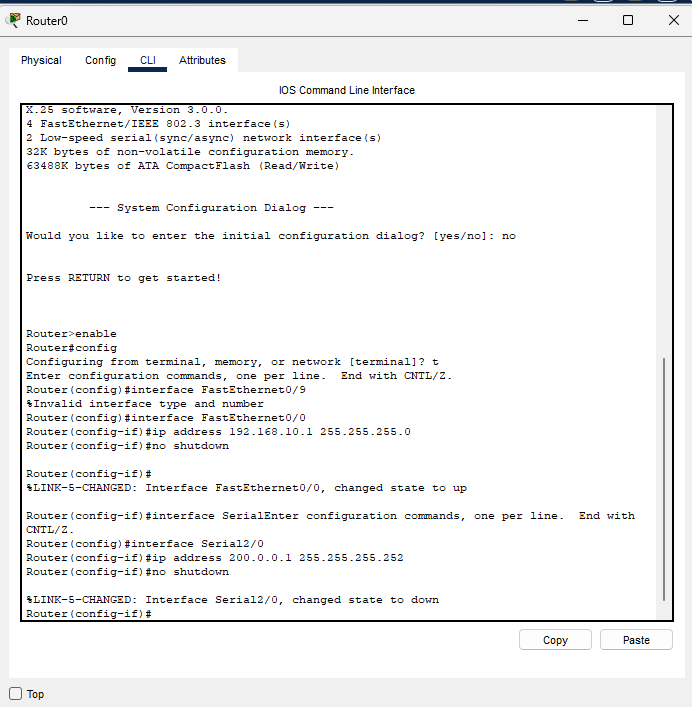 Router0
Physical Config CLI Attributes
IOS Command Line Interface
X.25 software, Version 3.0.0.
4 FastEthernet/IEEE 802.3 interface(s)
2 Low-speed serial(sync/async) network interface(s)
32K bytes of non-volatile configuration memory.
63488K bytes of ATA CompactFlash (Read/Write)
--- System Configuration Dialog ---
Would you like to enter the initial configuration dialog? [yes/no]: no
Press RETURN to get started!
Router>enable
Router#config
Configuring from terminal, memory, or network [terminal]? t
Enter configuration commands, one per line.  End with CNTL/Z.
Router(config)#interface FastEthernet0/9
%Invalid interface type and number
Router(config)#interface FastEthernet0/0
Router(config-if)#ip address 192.168.10.1 255.255.255.0
Router(config-if)#no shutdown
Router(config-if)#
%LINK-5-CHANGED: Interface FastEthernet0/0, changed state to up
Router(config-if)#interface SerialEnter configuration commands, one per line.  End with
CNTL/Z.
Router(config)#interface Serial2/0
Router(config-if)#ip address 200.0.0.1 255.255.255.252
Router(config-if)#no shutdown
%LINK-5-CHANGED: Interface Serial2/0, changed state to down
Router(config-if)#
Copy Paste
Top